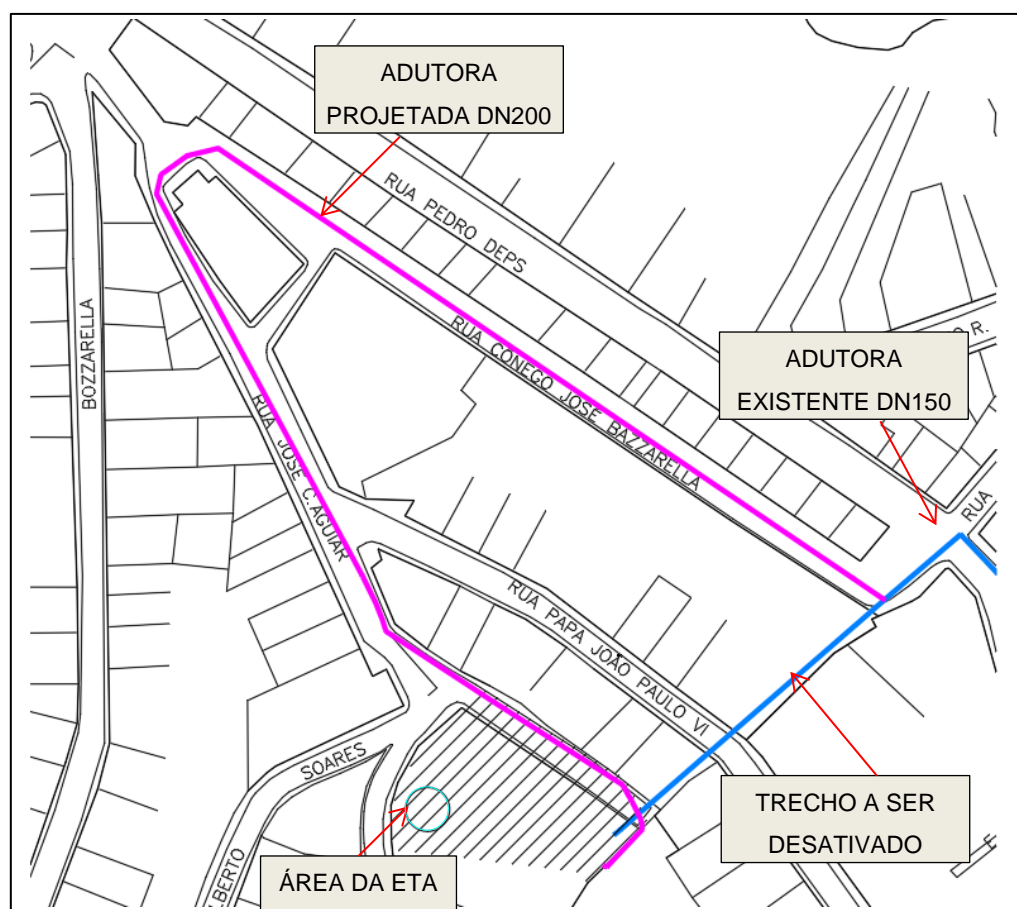 ADUTORA
PROJETADA DN200
RUA PEDRO DEPS
BOZZARELLA
RUA CONEGO JOSE BAZZARELLA
O R.
ADUTORA
EXISTENTE DN150
RUA
RUA JOSE C. AGUIAR
RUA PAPA JOÃO PAULO VI
SOARES
LBERTO
TRECHO A SER
DESATIVADO
ÁREA DA ETA
E